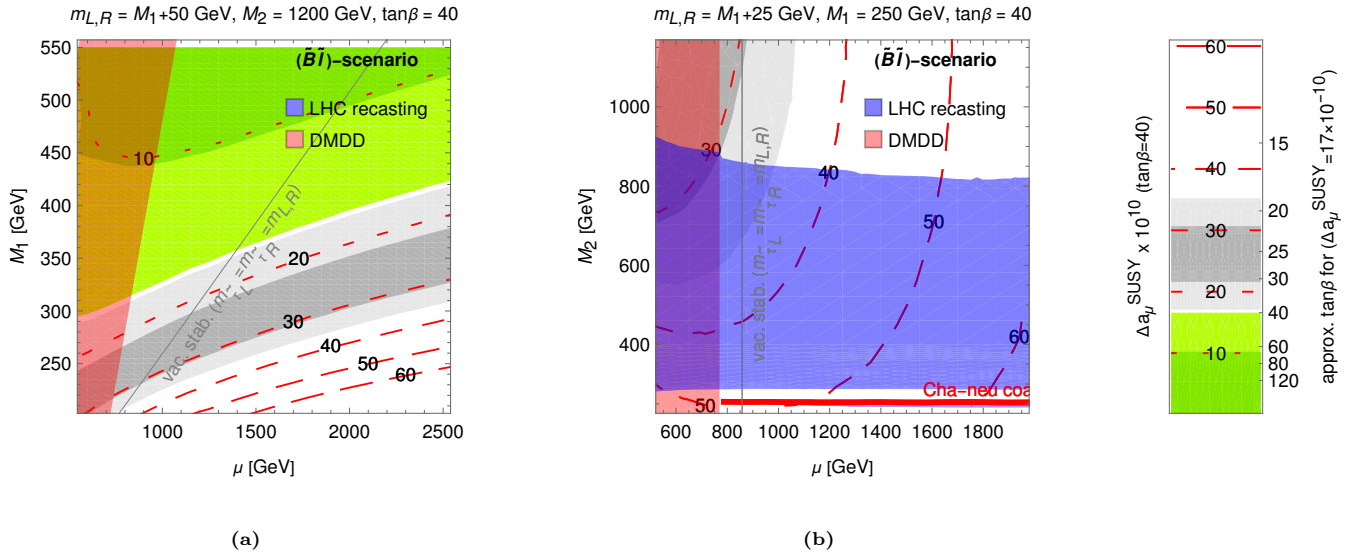 m_{L,R} = M_1+50 GeV, M_2 = 1200 GeV, tanβ = 40
(B̃l̃)-scenario
LHC recasting
DMDD
vac. stab. (m_{τ̃_L}=m_{τ̃_R}=m_{L,R})
10
20
30
40
50
60
550
500
450
400
350
300
250
M_1 [GeV]
1000
1500
2000
2500
μ [GeV]
(a)
m_{L,R} = M_1+25 GeV, M_1 = 250 GeV, tanβ = 40
(B̃l̃)-scenario
LHC recasting
DMDD
vac. stab. (m_{τ̃_L}=m_{τ̃_R}=m_{L,R})
30
40
50
60
50
Cha-neu coa
1000
800
600
400
M_2 [GeV]
600
800
1000
1200
1400
1600
1800
μ [GeV]
(b)
Δa_μ^{SUSY} x 10^{10} (tanβ=40)
60
50
40
30
20
10
15
20
25
30
40
60
80
120
approx. tanβ for (Δa_μ^{SUSY}=17×10^{-10})